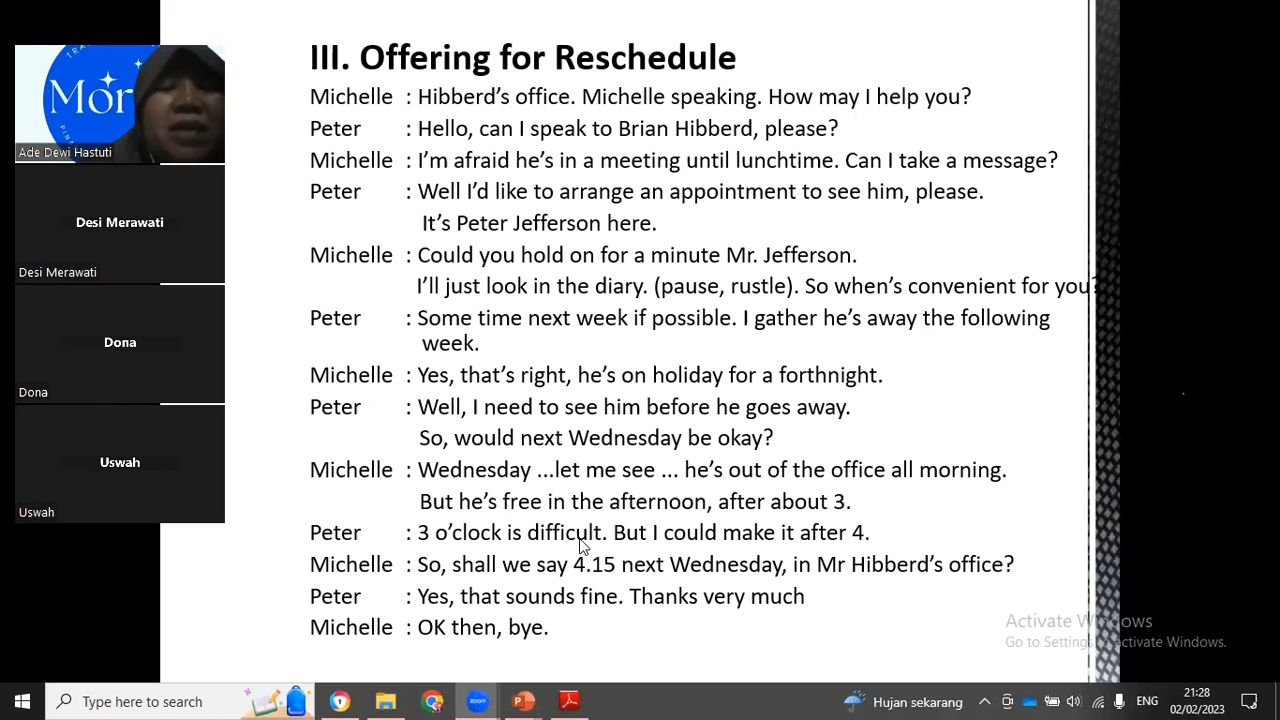 III. Offering for Reschedule
Michelle : Hibberd's office. Michelle speaking. How may I help you?
Peter : Hello, can I speak to Brian Hibberd, please?
Michelle : I'm afraid he's in a meeting until lunchtime. Can I take a message?
Peter : Well I'd like to arrange an appointment to see him, please.
It's Peter Jefferson here.
Michelle : Could you hold on for a minute Mr. Jefferson.
I'll just look in the diary. (pause, rustle). So when's convenient for you?
Peter : Some time next week if possible. I gather he's away the following
week.
Michelle : Yes, that's right, he's on holiday for a forthnight.
Peter : Well, I need to see him before he goes away.
So, would next Wednesday be okay?
Michelle : Wednesday ...let me see ... he's out of the office all morning.
But he's free in the afternoon, after about 3.
Peter : 3 o'clock is difficult. But I could make it after 4.
Michelle : So, shall we say 4.15 next Wednesday, in Mr Hibberd's office?
Peter : Yes, that sounds fine. Thanks very much
Michelle : OK then, bye.
Mor
Ade Dewi Hastuti
Desi Merawati
Desi Merawati
Dona
Dona
Uswah
Uswah
Activate Windows
Go to Settings to activate Windows.
Type here to search
zoom
Hujan sekarang
ENG
21:28
02/02/2023